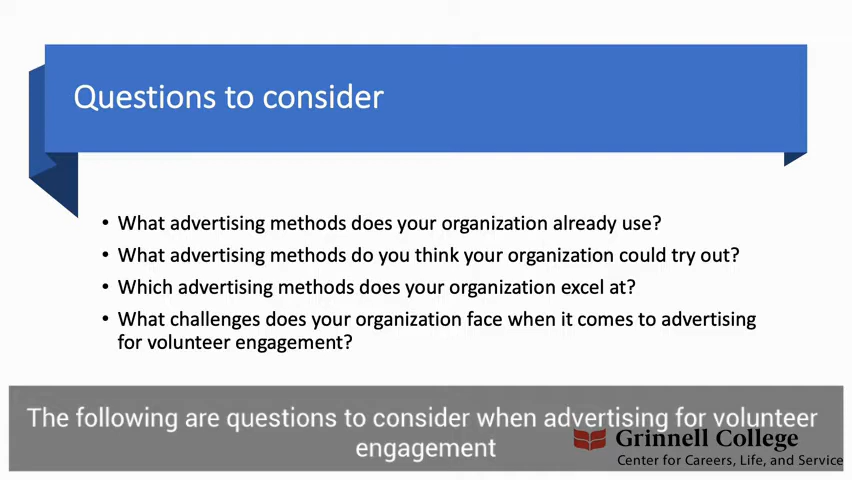 Questions to consider
• What advertising methods does your organization already use?
• What advertising methods do you think your organization could try out?
• Which advertising methods does your organization excel at?
• What challenges does your organization face when it comes to advertising
for volunteer engagement?
The following are questions to consider when advertising for volunteer
engagement
Grinnell College
Center for Careers, Life, and Service